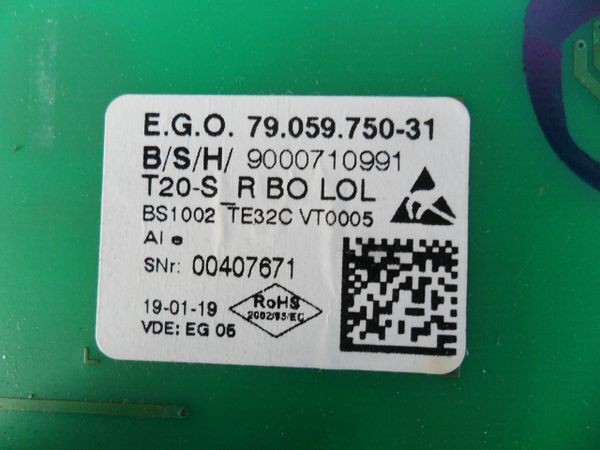 E.G.O. 79.059.750-31
B/S/H/ 9000710991
T20-S_R BO LOL
BS1002 TE32C VT0005
AI e
SNr: 00407671
19-01-19
RoHS
2002/95/EC
VDE: EG 05